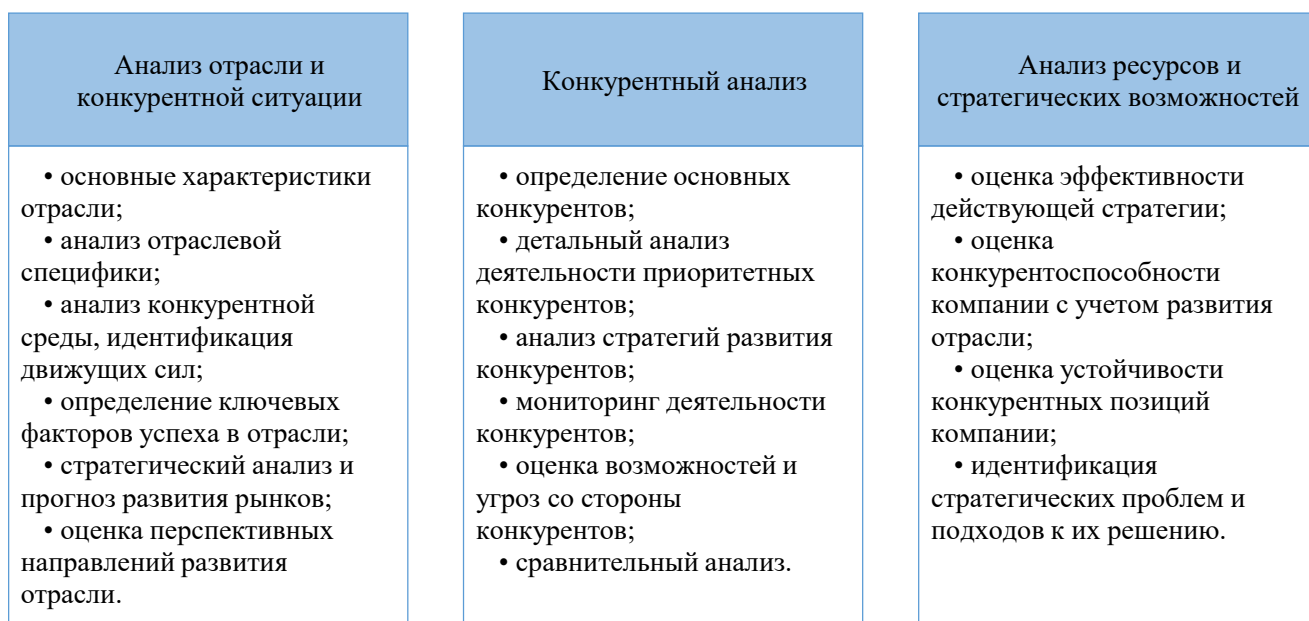 Анализ отрасли и
конкурентной ситуации
• основные характеристики
отрасли;
• анализ отраслевой
специфики;
• анализ конкурентной
среды, идентификация
движущих сил;
• определение ключевых
факторов успеха в отрасли;
• стратегический анализ и
прогноз развития рынков;
• оценка перспективных
направлений развития
отрасли.
Конкурентный анализ
• определение основных
конкурентов;
• детальный анализ
деятельности приоритетных
конкурентов;
• анализ стратегий развития
конкурентов;
• мониторинг деятельности
конкурентов;
• оценка возможностей и
угроз со стороны
конкурентов;
• сравнительный анализ.
Анализ ресурсов и
стратегических возможностей
• оценка эффективности
действующей стратегии;
• оценка
конкурентоспособности
компании с учетом развития
отрасли;
• оценка устойчивости
конкурентных позиций
компании;
• идентификация
стратегических проблем и
подходов к их решению.